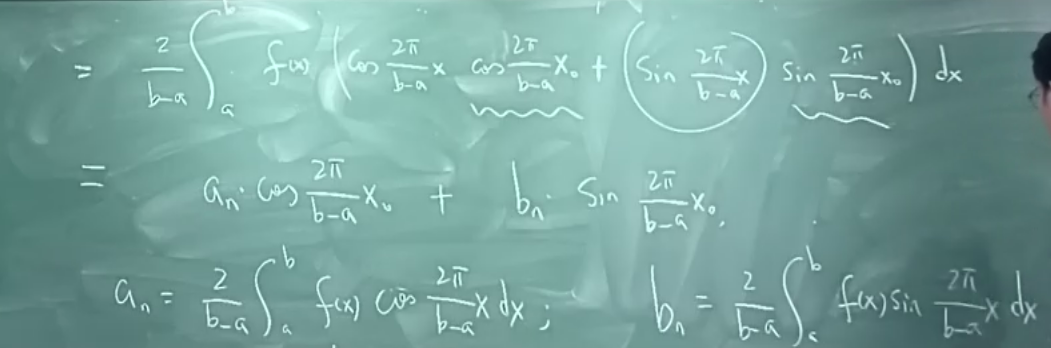 = \frac{2}{b-a} \int_a^b f(x) \left( \cos \frac{2\pi}{b-a} x \cos \frac{2\pi}{b-a} x_0 + \left( \sin \frac{2\pi}{b-a} x \right) \sin \frac{2\pi}{b-a} x_0 \right) dx
= a_n \cdot \cos \frac{2\pi}{b-a} x_0 + b_n \cdot \sin \frac{2\pi}{b-a} x_0.
a_n = \frac{2}{b-a} \int_a^b f(x) \cos \frac{2\pi}{b-a} x dx ; b_n = \frac{2}{b-a} \int_a^b f(x) \sin \frac{2\pi}{b-a} x dx